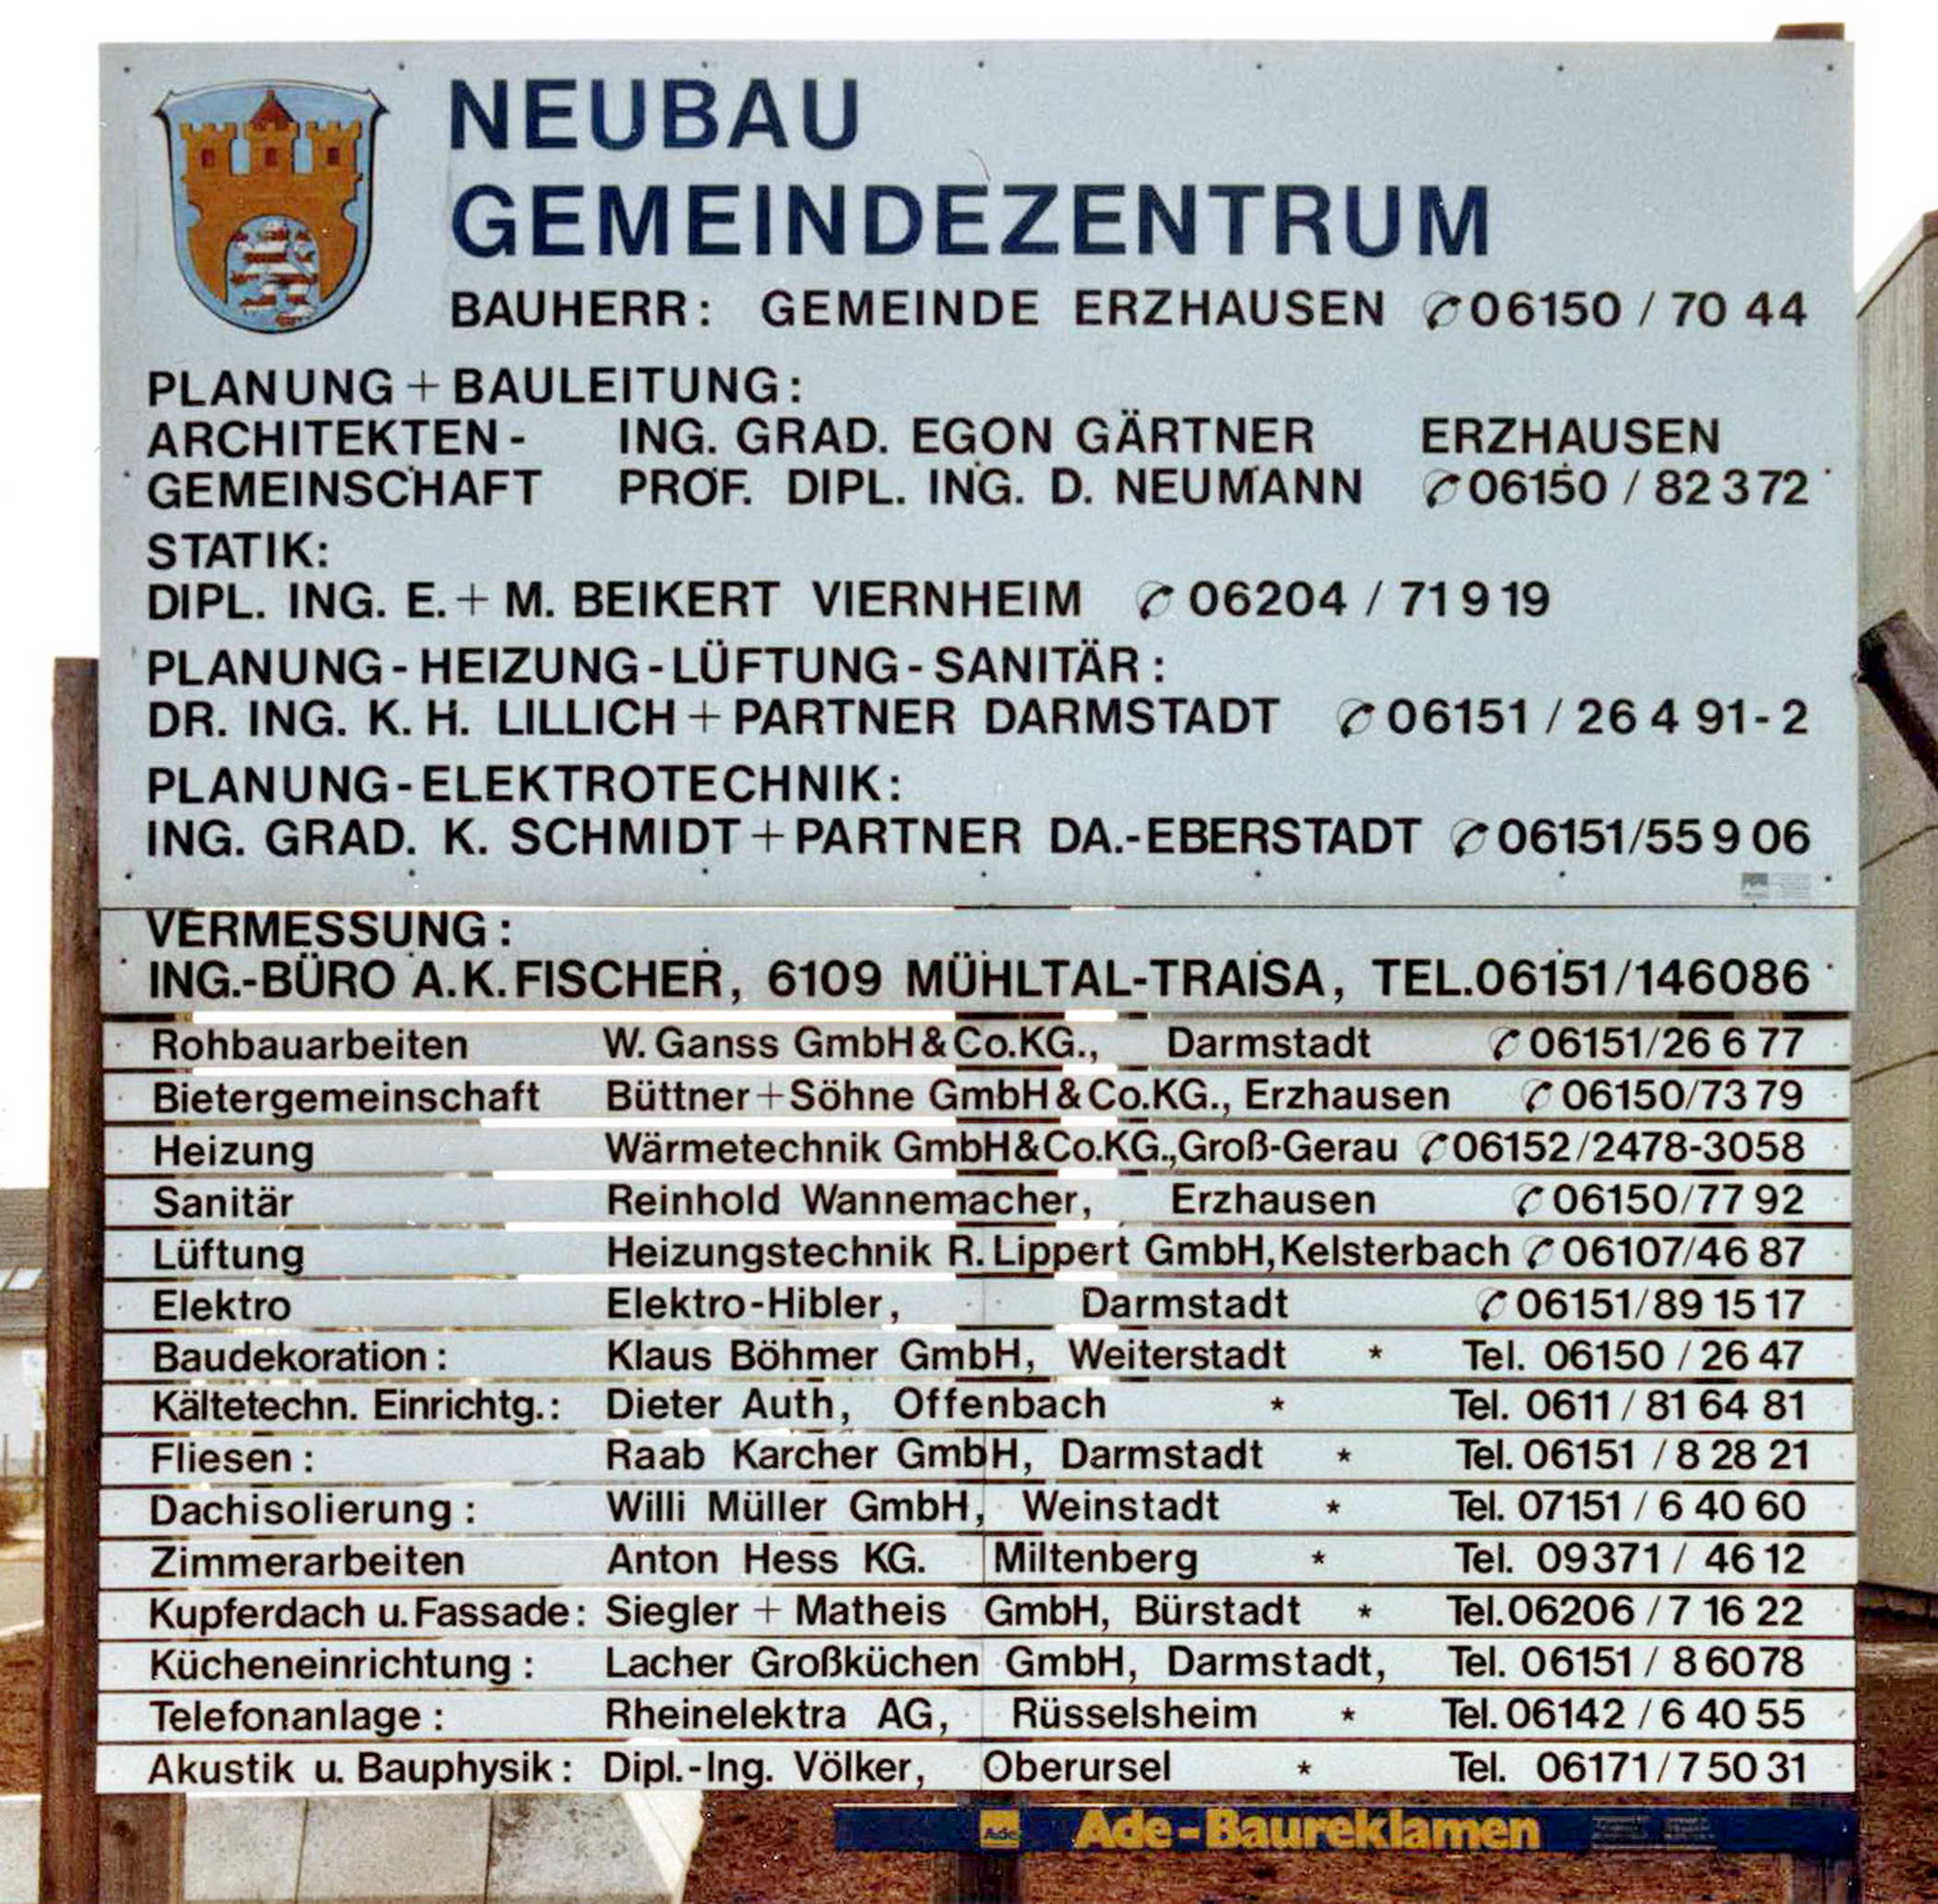 NEUBAU
GEMEINDEZENTRUM
BAUHERR: GEMEINDE ERZHAUSEN ✆ 06150 / 70 44
PLANUNG + BAULEITUNG:
ARCHITEKTEN- ING. GRAD. EGON GÄRTNER ERZHAUSEN
GEMEINSCHAFT PROF. DIPL. ING. D. NEUMANN ✆ 06150 / 82 3 72
STATIK:
DIPL. ING. E. + M. BEIKERT VIERNHEIM ✆ 06204 / 71 9 19
PLANUNG - HEIZUNG - LÜFTUNG - SANITÄR:
DR. ING. K. H. LILLICH + PARTNER DARMSTADT ✆ 06151 / 26 4 91 - 2
PLANUNG - ELEKTROTECHNIK:
ING. GRAD. K. SCHMIDT + PARTNER DA.-EBERSTADT ✆ 06151/55 9 06
VERMESSUNG:
ING.-BÜRO A.K. FISCHER, 6109 MÜHLTAL-TRAISA, TEL. 06151/146086
Rohbauarbeiten W. Ganss GmbH & Co.KG., Darmstadt ✆ 06151/26 6 77
Bietergemeinschaft Büttner + Söhne GmbH & Co.KG., Erzhausen ✆ 06150/73 79
Heizung Wärmetechnik GmbH & Co.KG., Groß-Gerau ✆ 06152/2478-3058
Sanitär Reinhold Wannemacher, Erzhausen ✆ 06150/77 92
Lüftung Heizungstechnik R. Lippert GmbH, Kelsterbach ✆ 06107/46 87
Elektro Elektro-Hibler, Darmstadt ✆ 06151/89 15 17
Baudekoration: Klaus Böhmer GmbH, Weiterstadt * Tel. 06150 / 26 47
Kältetechn. Einrichtg.: Dieter Auth, Offenbach * Tel. 0611 / 81 64 81
Fliesen: Raab Karcher GmbH, Darmstadt * Tel. 06151 / 8 28 21
Dachisolierung: Willi Müller GmbH, Weinstadt * Tel. 07151 / 6 40 60
Zimmerarbeiten Anton Hess KG. Miltenberg * Tel. 09371 / 46 12
Kupferdach u. Fassade: Siegler + Matheis GmbH, Bürstadt * Tel. 06206 / 7 16 22
Kücheneinrichtung: Lacher Großküchen GmbH, Darmstadt, Tel. 06151 / 86078
Telefonanlage: Rheinelektra AG, Rüsselsheim * Tel. 06142 / 6 40 55
Akustik u. Bauphysik: Dipl.-Ing. Völker, Oberursel * Tel. 06171/7 50 31
Ade Ade-Baureklamen